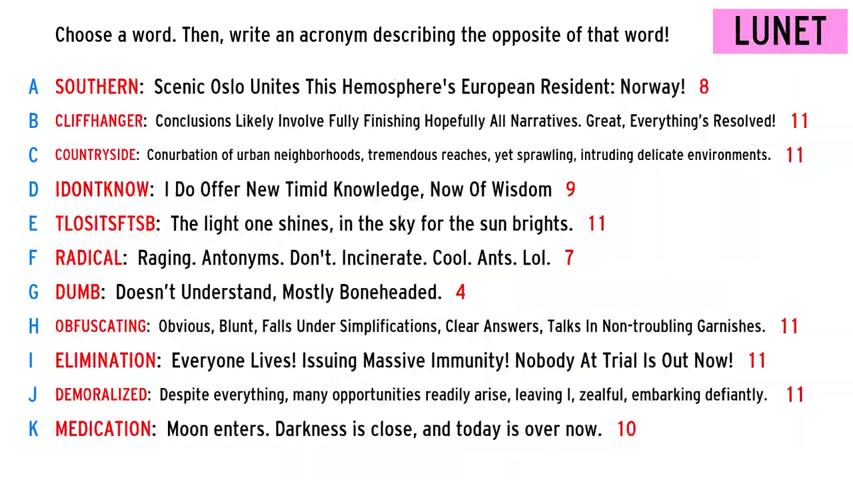 Choose a word. Then, write an acronym describing the opposite of that word!
LUNET
A SOUTHERN: Scenic Oslo Unites This Hemosphere's European Resident: Norway! 8
B CLIFFHANGER: Conclusions Likely Involve Fully Finishing Hopefully All Narratives. Great, Everything's Resolved! 11
C COUNTRYSIDE: Conurbation of urban neighborhoods, tremendous reaches, yet sprawling, intruding delicate environments. 11
D IDONTKNOW: I Do Offer New Timid Knowledge, Now Of Wisdom 9
E TLOSITSFTSB: The light one shines, in the sky for the sun brights. 11
F RADICAL: Raging. Antonyms. Don't. Incinerate. Cool. Ants. Lol. 7
G DUMB: Doesn't Understand, Mostly Boneheaded. 4
H OBFUSCATING: Obvious, Blunt, Falls Under Simplifications, Clear Answers, Talks In Non-troubling Garnishes. 11
I ELIMINATION: Everyone Lives! Issuing Massive Immunity! Nobody At Trial Is Out Now! 11
J DEMORALIZED: Despite everything, many opportunities readily arise, leaving I, zealful, embarking defiantly. 11
K MEDICATION: Moon enters. Darkness is close, and today is over now. 10